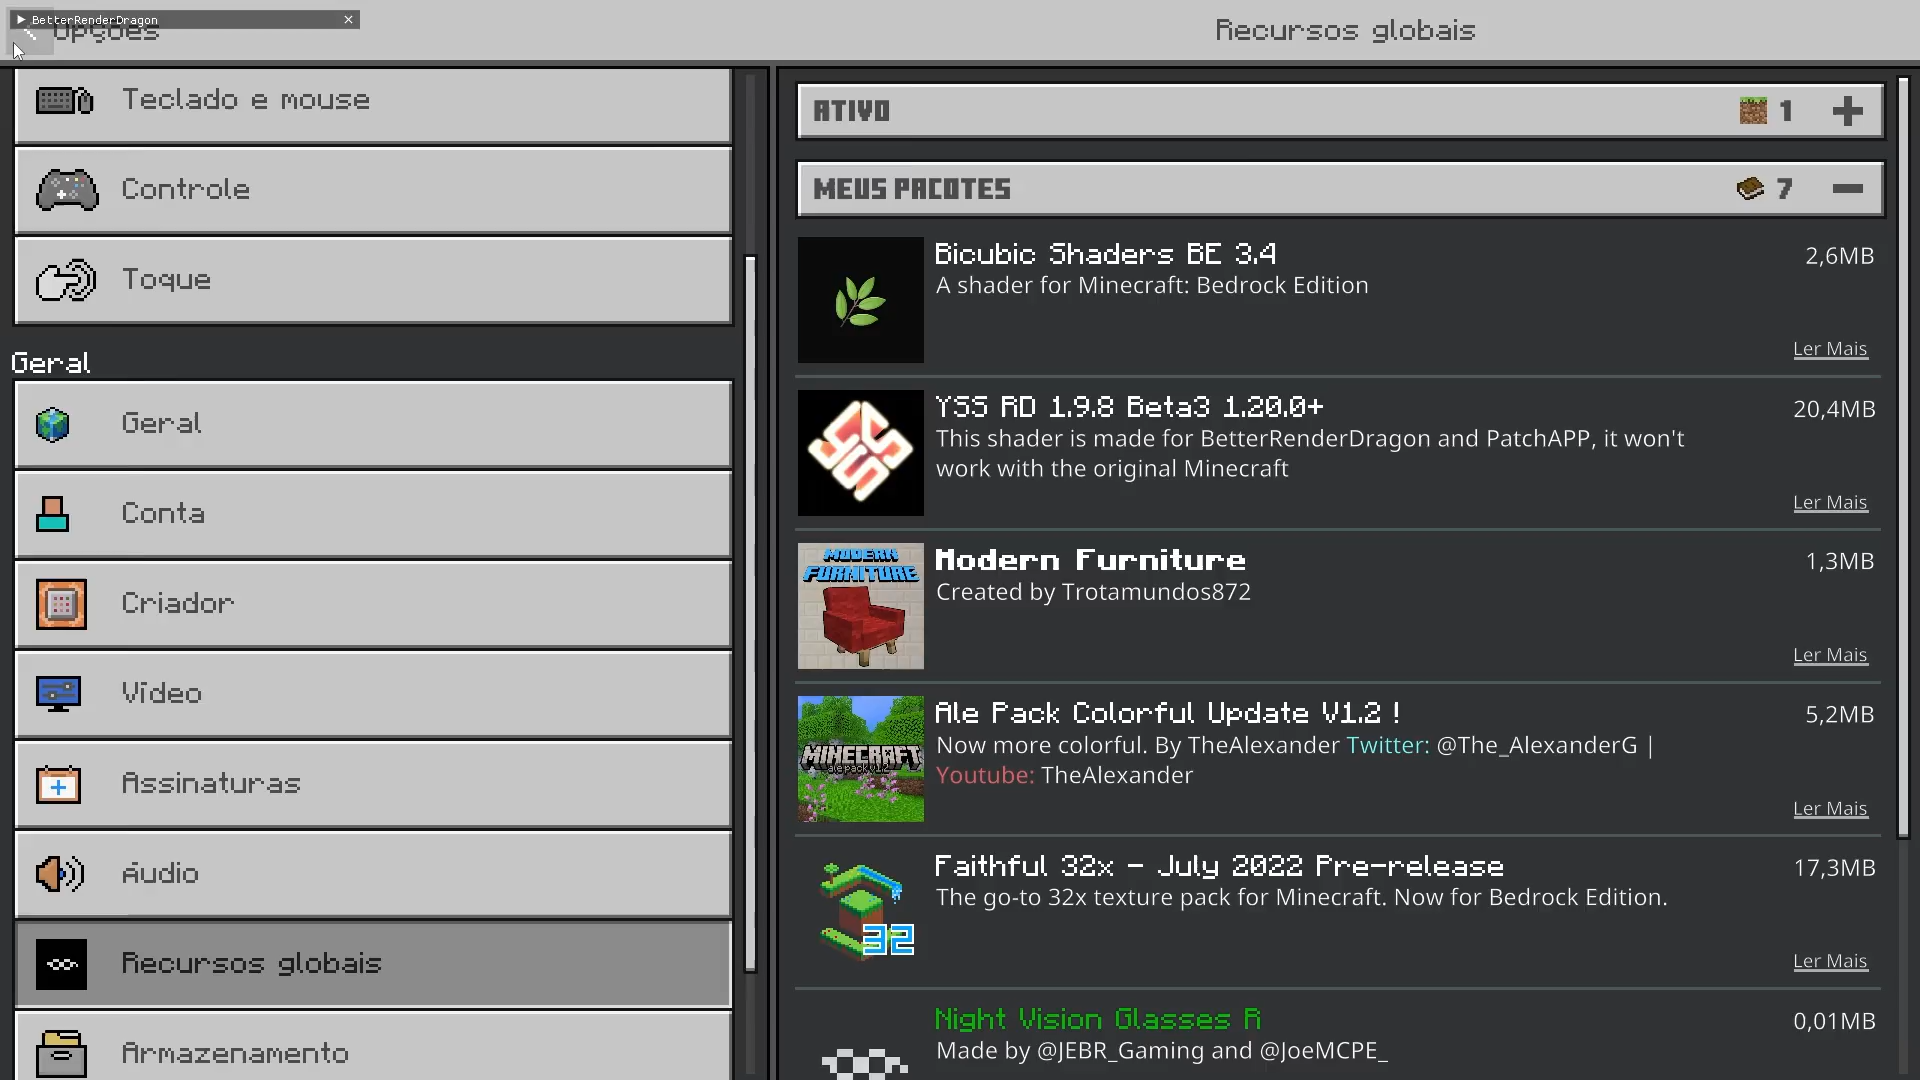 BetterRenderDragon
Opções
Recursos globais
Teclado e mouse
Controle
Toque
Geral
Geral
Conta
Criador
Vídeo
Assinaturas
Áudio
Recursos globais
Armazenamento
ATIVO
1
MEUS PACOTES
7
Bicubic Shaders BE 3.4
2,6MB
A shader for Minecraft: Bedrock Edition
Ler Mais
YSS RD 1.9.8 Beta3 1.20.0+
20,4MB
This shader is made for BetterRenderDragon and PatchAPP, it won't
work with the original Minecraft
Ler Mais
MODERN
FURNITURE
Modern Furniture
1,3MB
Created by Trotamundos872
Ler Mais
MINECRAFT
ale pack v1.2
Ale Pack Colorful Update V1.2 !
5,2MB
Now more colorful. By TheAlexander Twitter: @The_AlexanderG |
Youtube: TheAlexander
Ler Mais
32
Faithful 32x - July 2022 Pre-release
17,3MB
The go-to 32x texture pack for Minecraft. Now for Bedrock Edition.
Ler Mais
Night Vision Glasses R
0,01MB
Made by @JEBR_Gaming and @JoeMCPE_